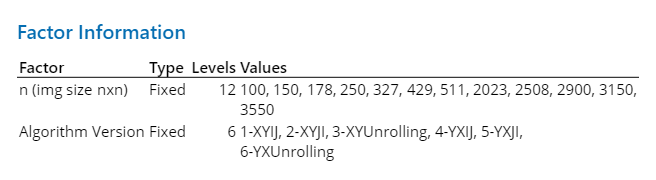 Factor Information
Factor Type Levels Values
n (img size nxn) Fixed 12 100, 150, 178, 250, 327, 429, 511, 2023, 2508, 2900, 3150,
3550
Algorithm Version Fixed 6 1-XYIJ, 2-XYJI, 3-XYUnrolling, 4-YXIJ, 5-YXJI,
6-YXUnrolling